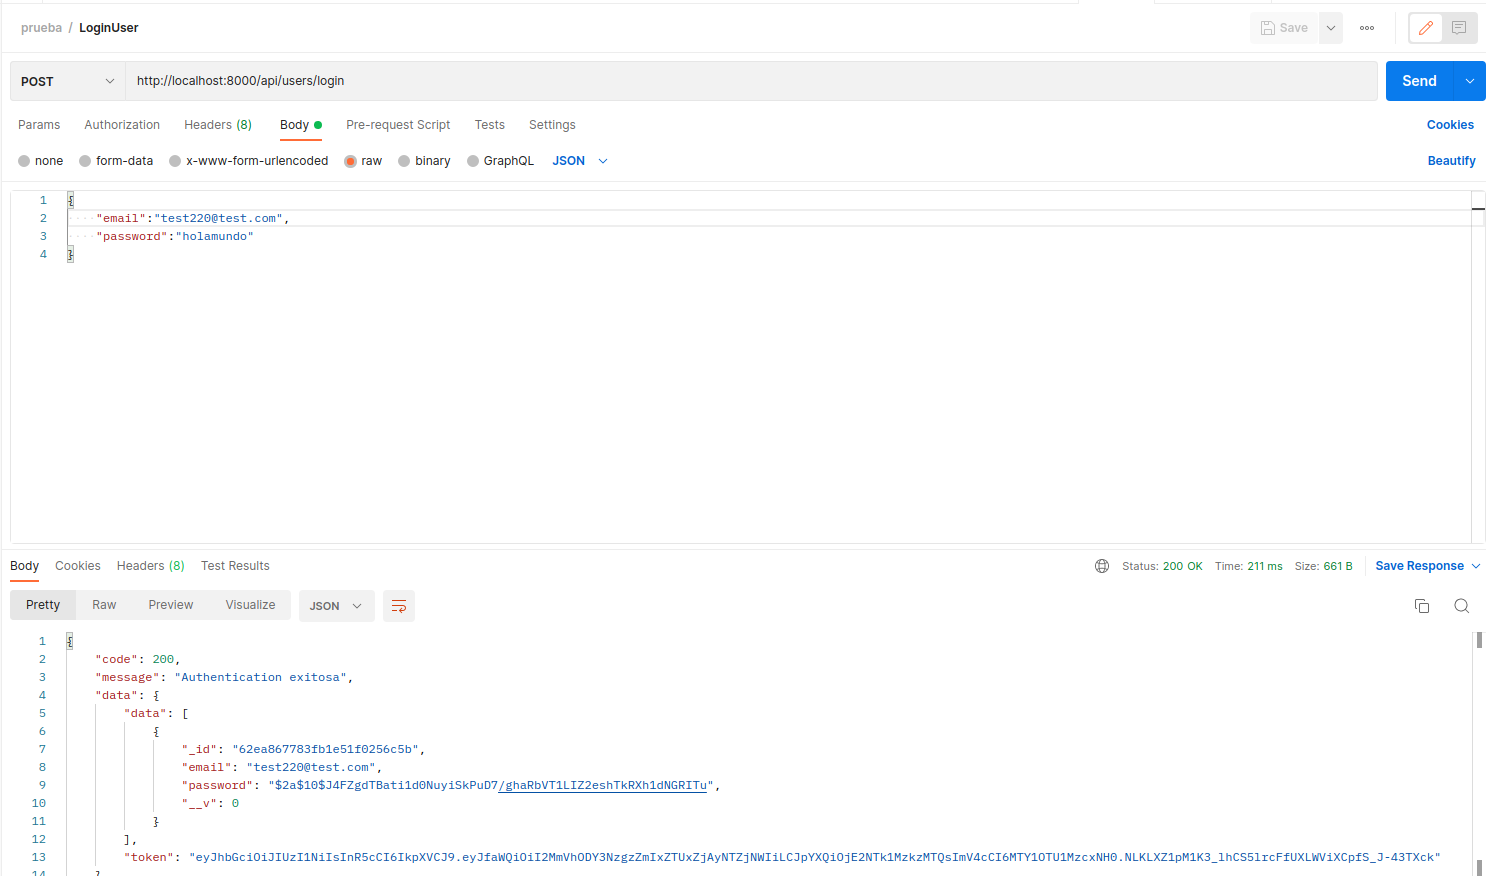 prueba / LoginUser
Save
POST
http://localhost:8000/api/users/login
Send
Params Authorization Headers (8) Body Pre-request Script Tests Settings Cookies
none form-data x-www-form-urlencoded raw binary GraphQL JSON Beautify
1 {
2 "email":"test220@test.com",
3 "password":"holamundo"
4 }
Body Cookies Headers (8) Test Results Status: 200 OK Time: 211 ms Size: 661 B Save Response
Pretty Raw Preview Visualize JSON
1 {
2 "code": 200,
3 "message": "Authentication exitosa",
4 "data": {
5 "data": [
6 {
7 "_id": "62ea867783fb1e51f0256c5b",
8 "email": "test220@test.com",
9 "password": "$2a$10$J4FZgdTBati1d0NuyiSkPuD7/ghaRbVT1LIZ2eshTkRXh1dNGRITu",
10 "__v": 0
11 }
12 ],
13 "token": "eyJhbGciOiJIUzI1NiIsInR5cCI6IkpXVCJ9.eyJfaWQiOiI2MmVhODY3NzgzZmIxZTUxZjAyNTZjNWIiLCJpYXQiOjE2NTk1MzkzMTQsImV4cCI6MTY1OTU1MzcxNH0.NLKLXZ1pM1K3_lhCS5lrcFfUXLWViXCpfS_J-43TXck"
14 }